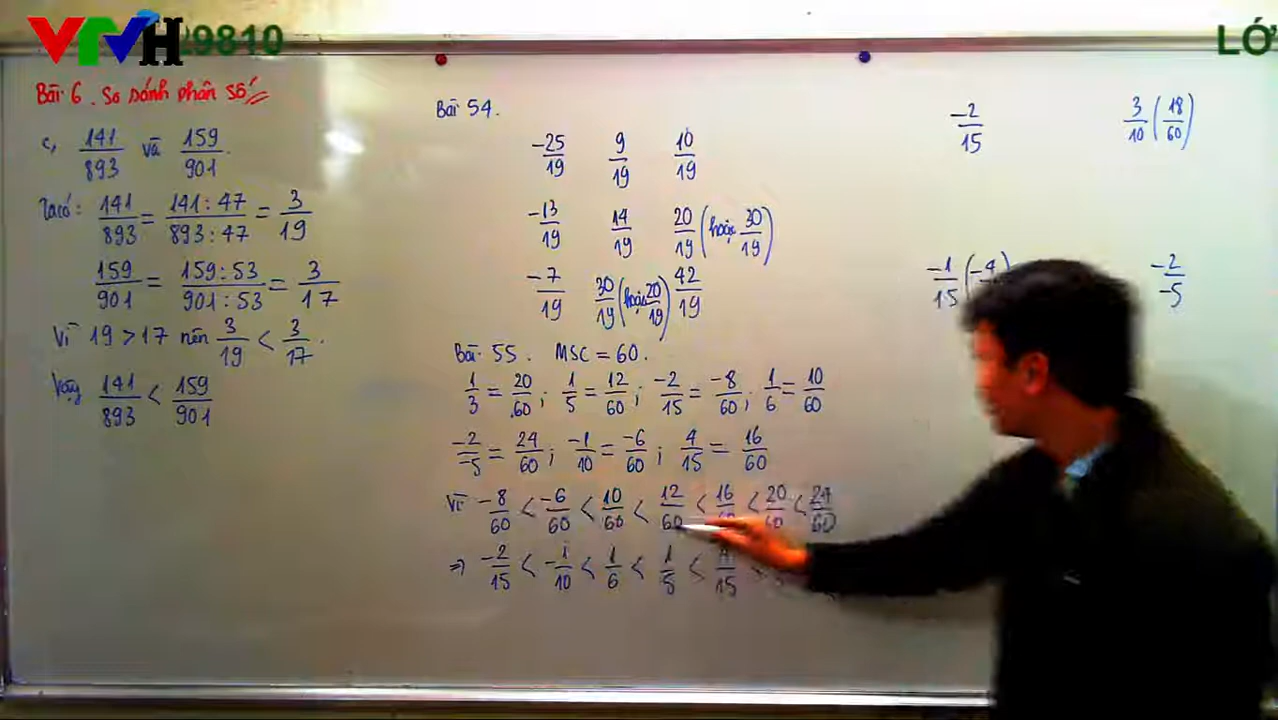 VTVH
29810
LỚ
Bài 6. So sánh phân số
c, 141/893 và 159/901.
Ta có: 141/893 = 141:47/893:47 = 3/19
159/901 = 159:53/901:53 = 3/17
Vì 19 > 17 nên 3/19 < 3/17.
Vậy 141/893 < 159/901
Bài 54.
-25/19 9/19 10/19
-13/19 14/19 20/19 (hoặc 30/19)
-7/19 30/19 (hoặc 20/19) 42/19
Bài 55. MSC = 60.
1/3 = 20/60; 1/5 = 12/60; -2/15 = -8/60; 1/6 = 10/60
-2/-5 = 24/60; -1/10 = -6/60; 4/15 = 16/60
Vì -8/60 < -6/60 < 10/60 < 12/60 < 16/60 < 20/60 < 24/60
⇒ -2/15 < -1/10 < 1/6 < 1/5 < 4/15
-2/15 3/10 (18/60)
-1/15 (-4 -2/-5